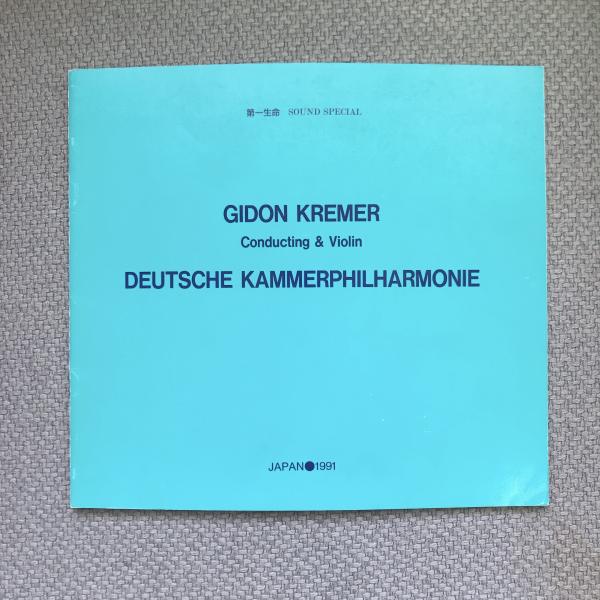 第一生命 SOUND SPECIAL
GIDON KREMER
Conducting & Violin
DEUTSCHE KAMMERPHILHARMONIE
JAPAN●1991